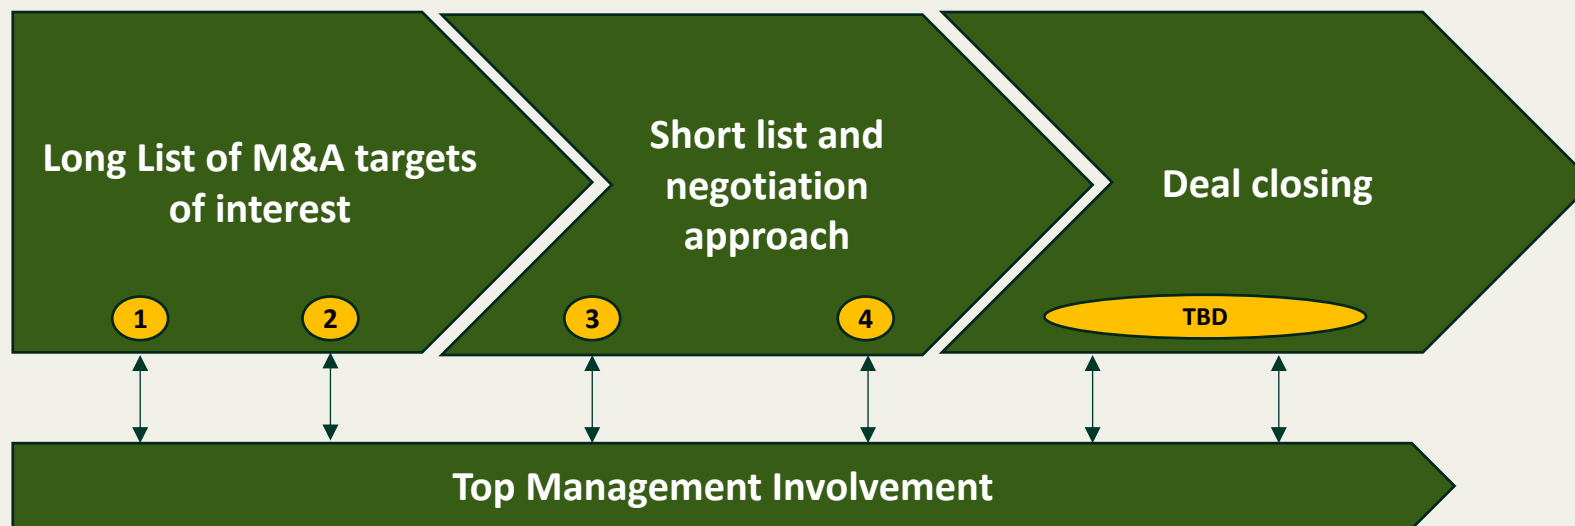 Long List of M&A targets
of interest
Short list and
negotiation
approach
Deal closing
1
2
3
4
TBD
Top Management Involvement